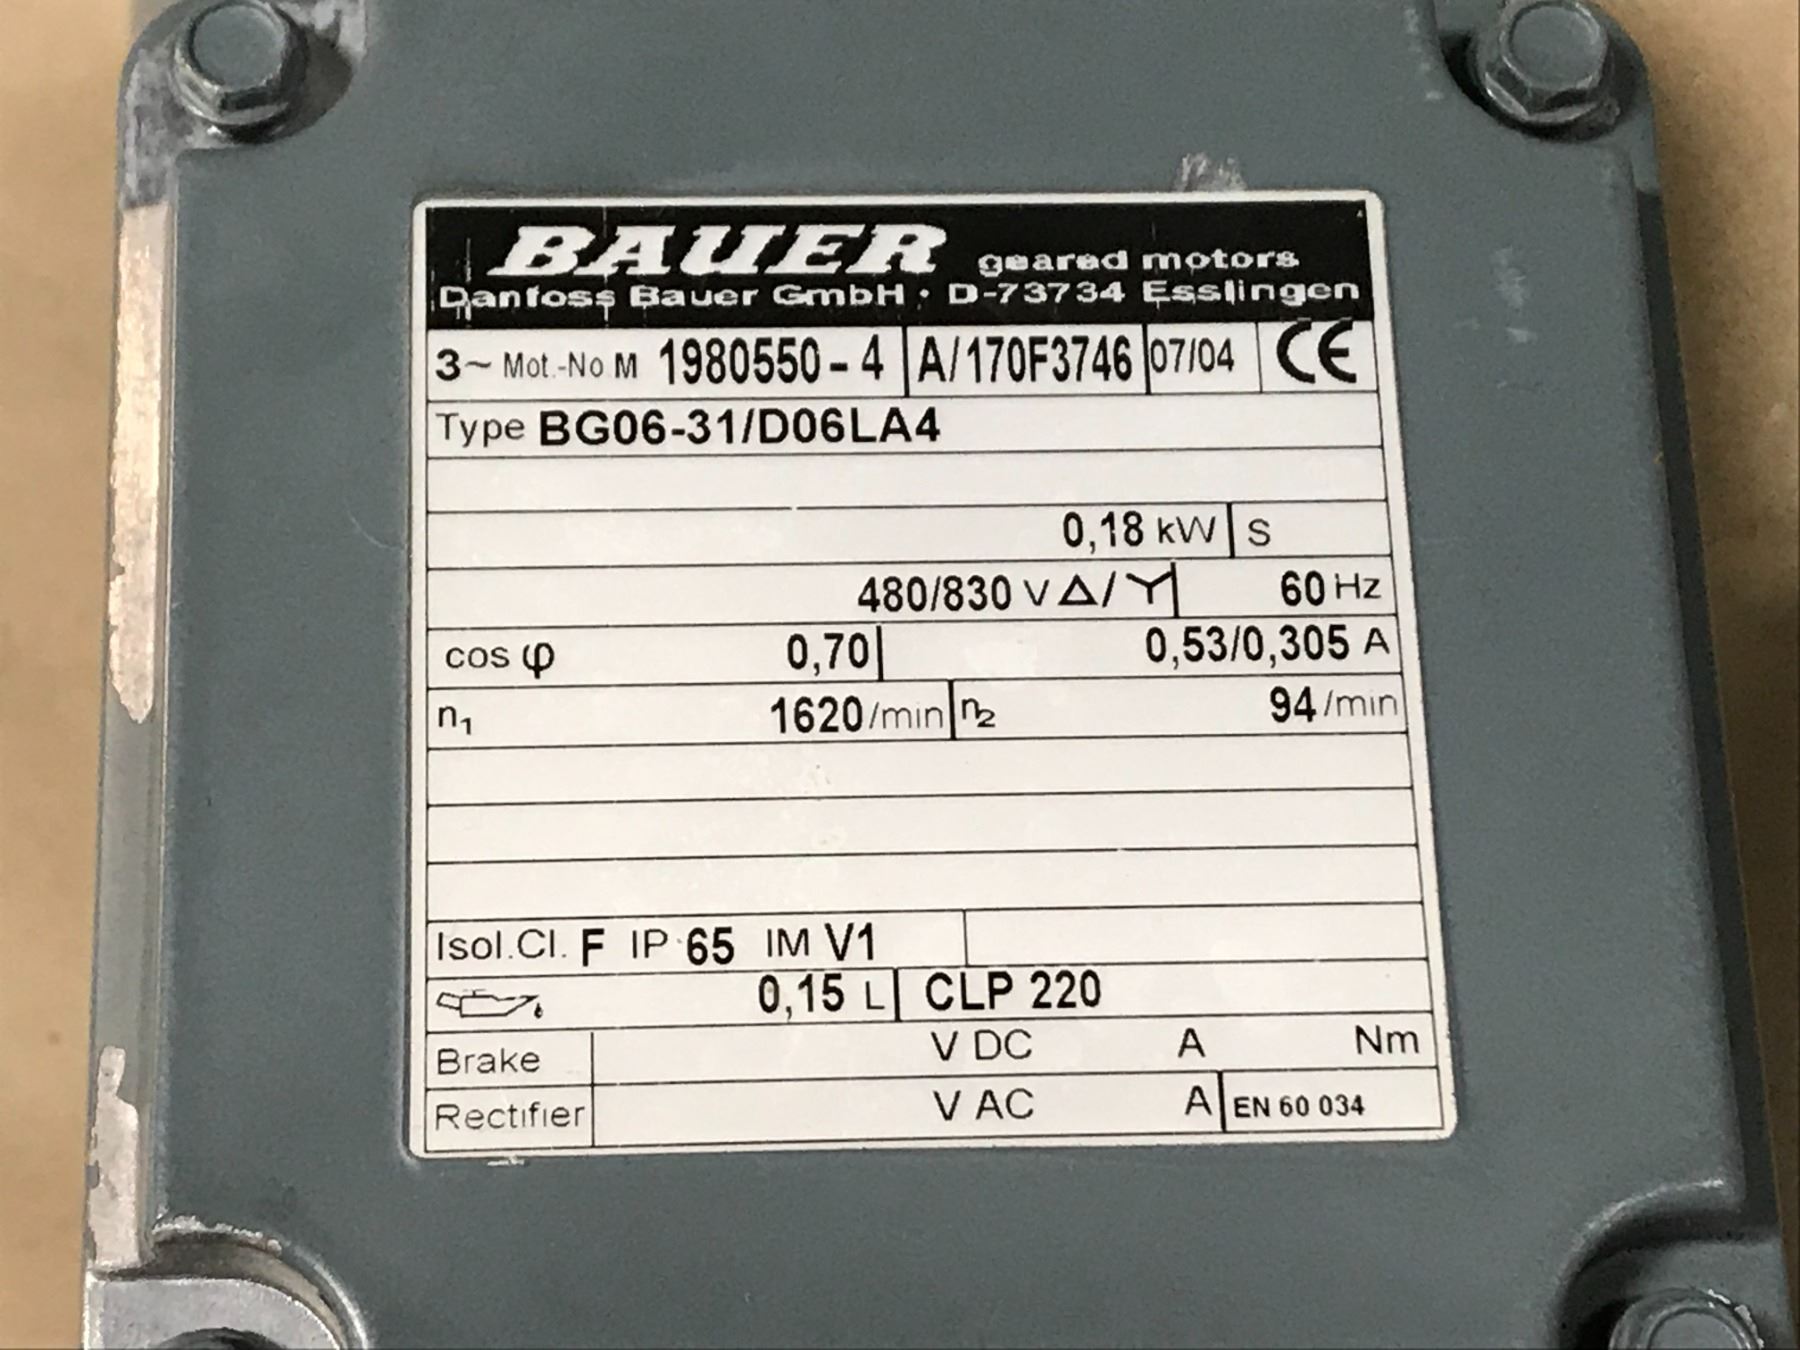 BAUER geared motors
Danfoss Bauer GmbH · D-73734 Esslingen
3~ Mot.-No M 1980550-4 A/170F3746 07/04 CE
Type BG06-31/D06LA4
0,18 kW S
480/830 V Δ/Y 60 Hz
cos φ 0,70 0,53/0,305 A
n₁ 1620/min n₂ 94/min
Isol.Cl. F IP 65 IM V1
0,15 L CLP 220
Brake V DC A Nm
Rectifier V AC A EN 60 034